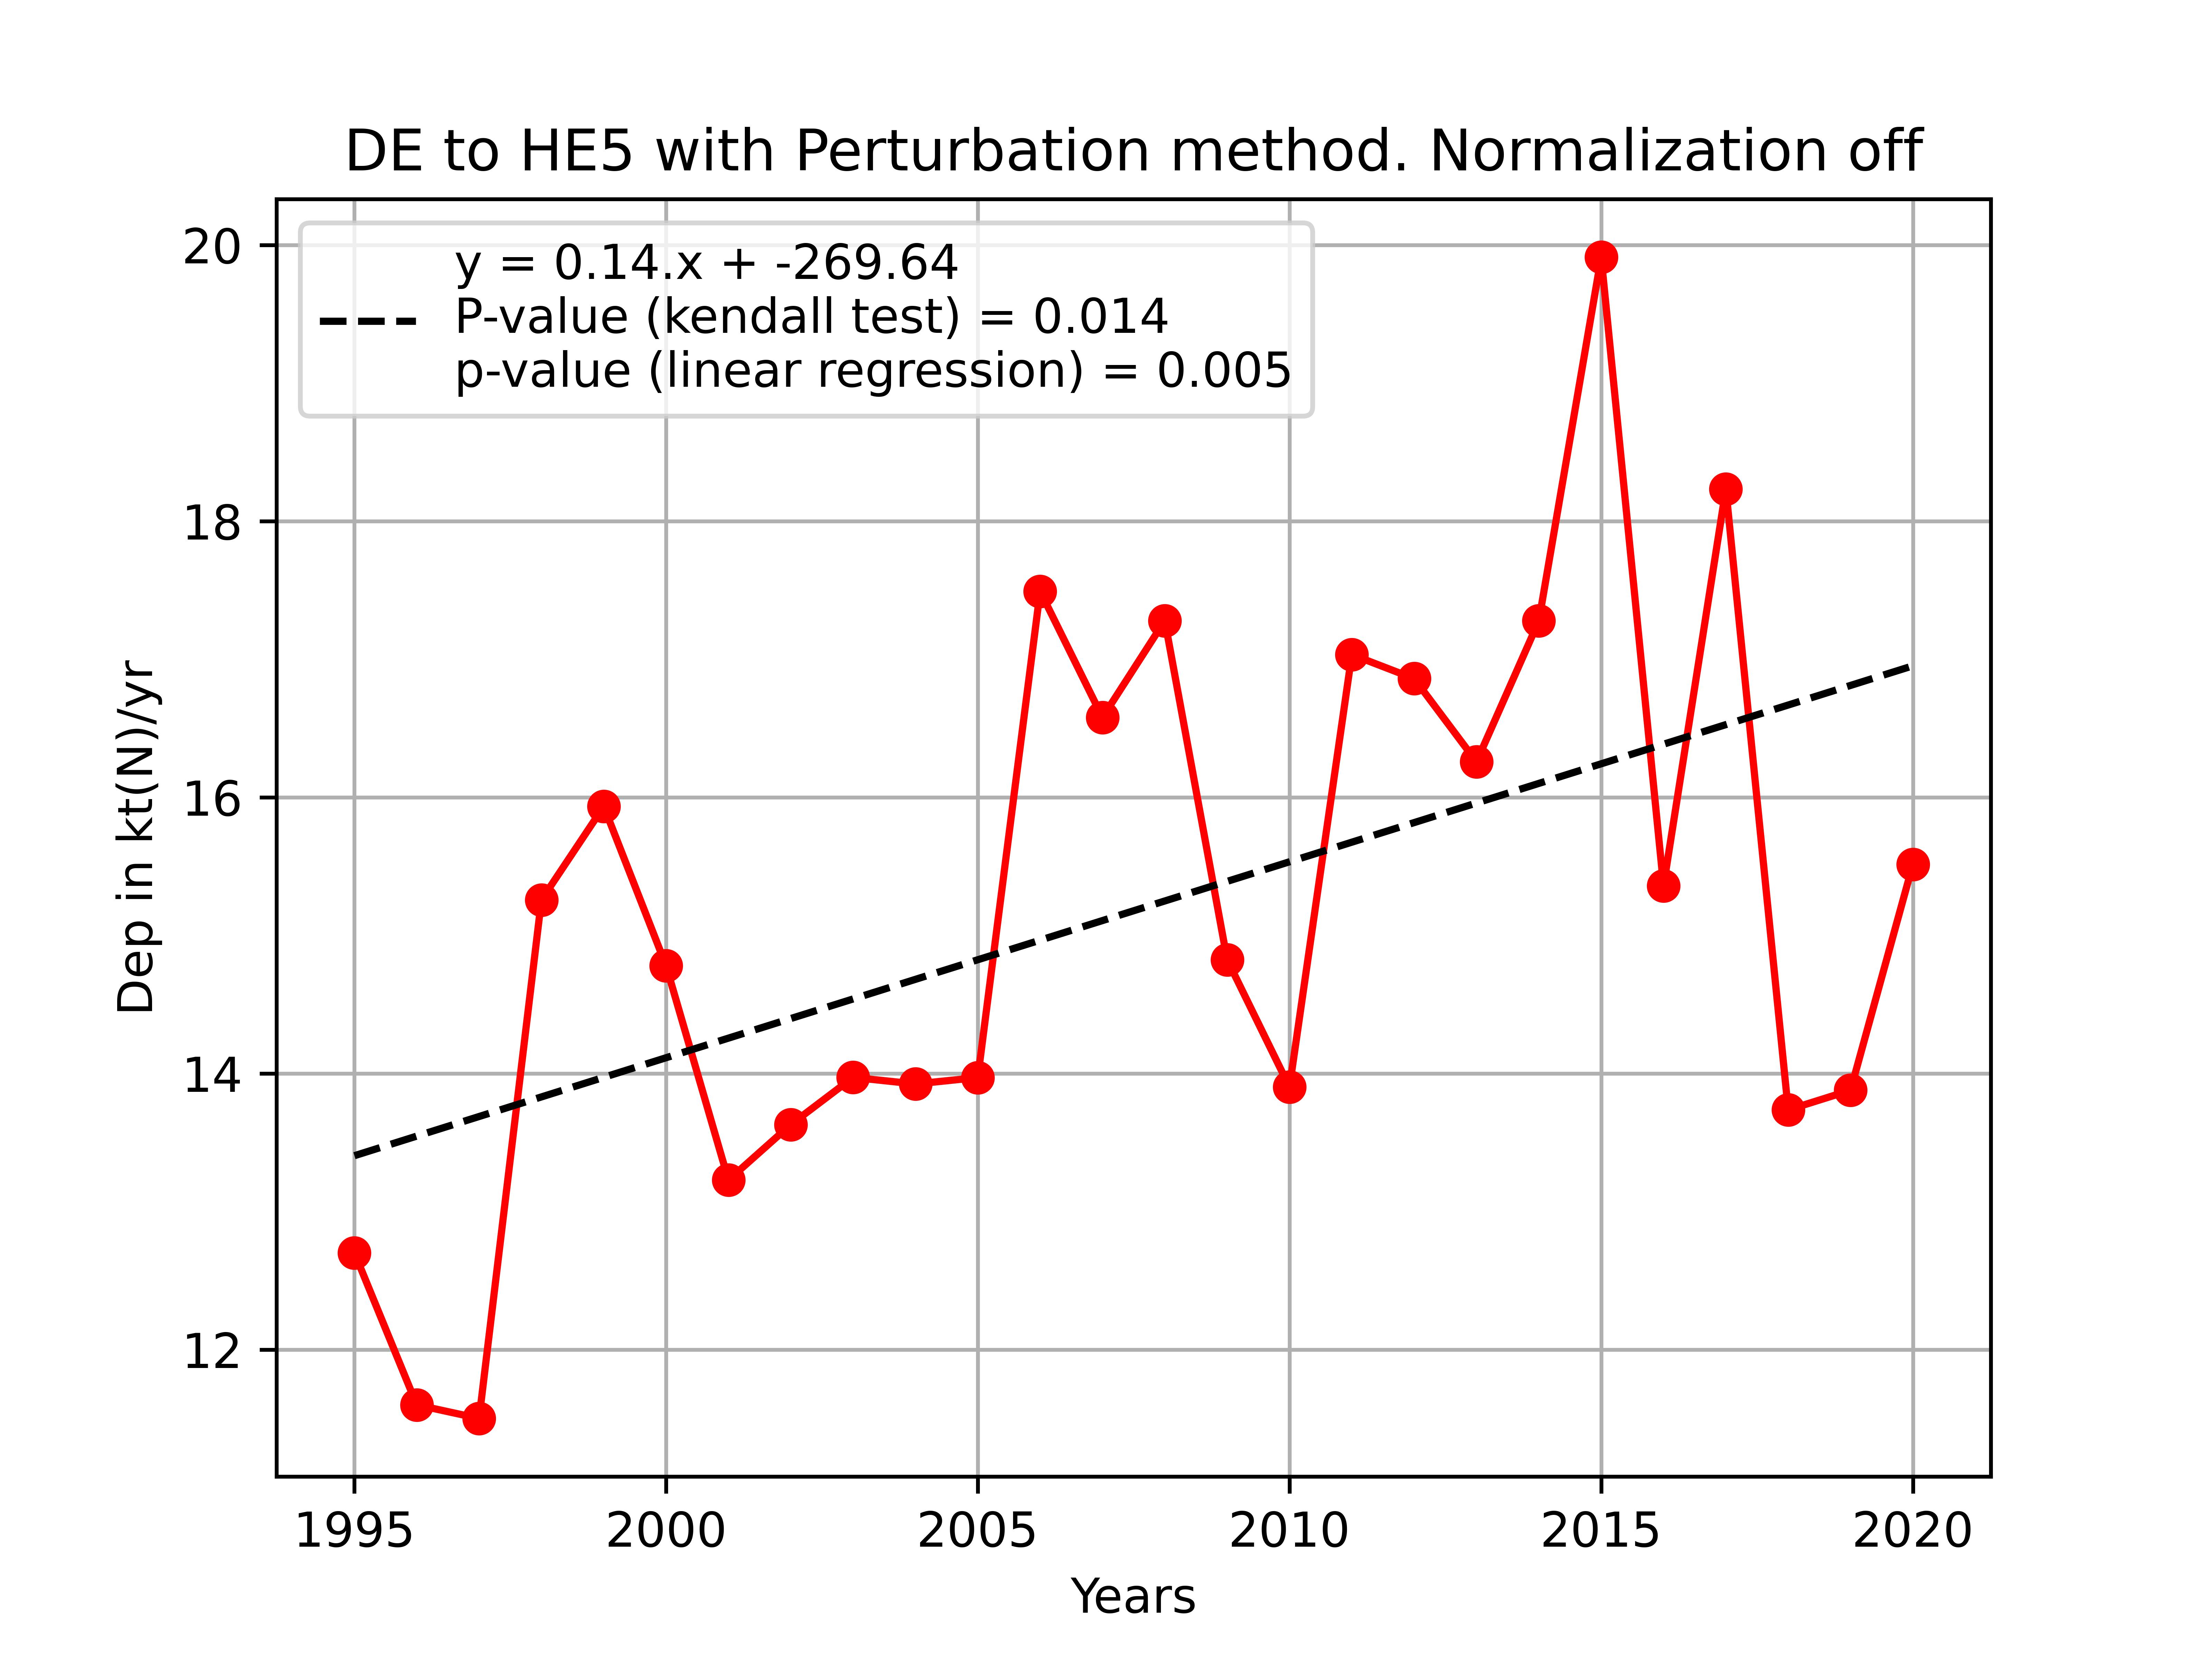 DE to HE5 with Perturbation method. Normalization off
y = 0.14.x + -269.64
P-value (kendall test) = 0.014
p-value (linear regression) = 0.005
20
18
16
14
12
Dep in kt(N)/yr
1995 2000 2005 2010 2015 2020
Years